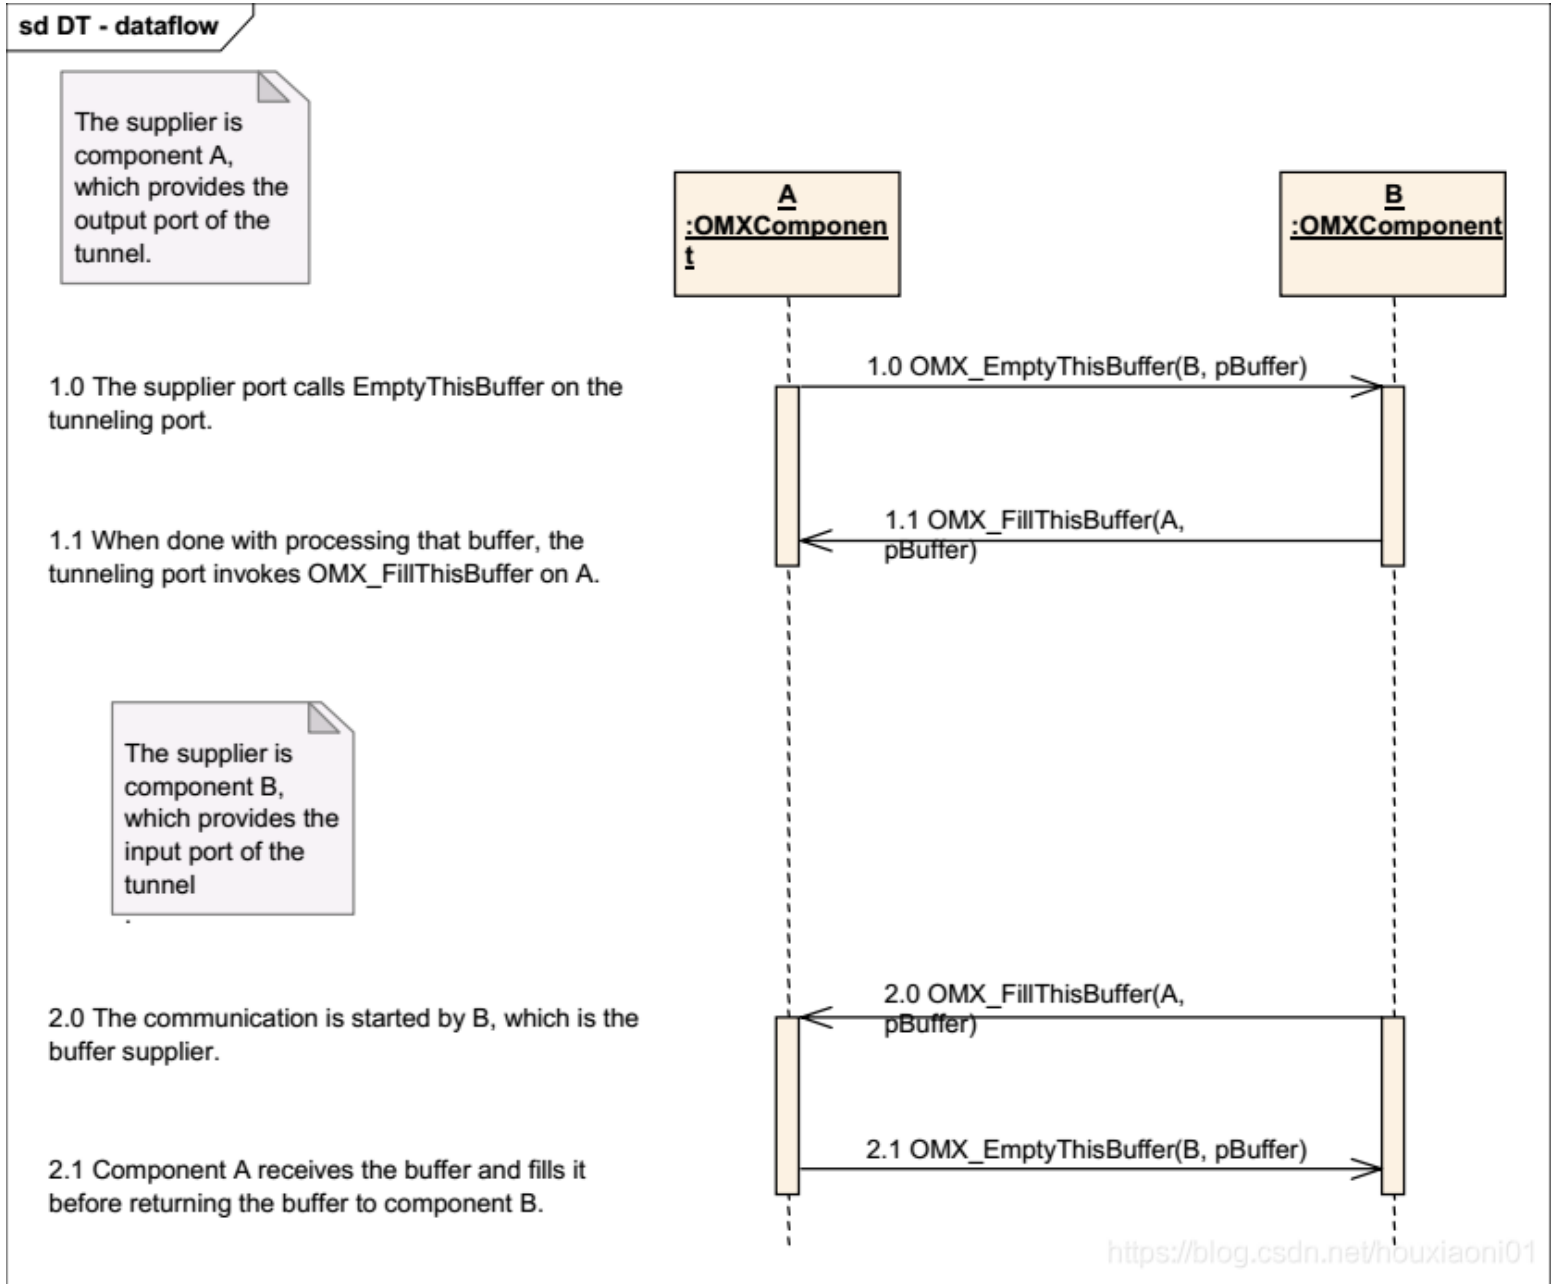 sd DT - dataflow
The supplier is
component A,
which provides the
output port of the
tunnel.
A
:OMXComponen
t
B
:OMXComponent
1.0 The supplier port calls EmptyThisBuffer on the
tunneling port.
1.0 OMX_EmptyThisBuffer(B, pBuffer)
1.1 When done with processing that buffer, the
tunneling port invokes OMX_FillThisBuffer on A.
1.1 OMX_FillThisBuffer(A,
pBuffer)
The supplier is
component B,
which provides the
input port of the
tunnel
.
2.0 The communication is started by B, which is the
buffer supplier.
2.0 OMX_FillThisBuffer(A,
pBuffer)
2.1 Component A receives the buffer and fills it
before returning the buffer to component B.
2.1 OMX_EmptyThisBuffer(B, pBuffer)
https://blog.csdn.net/houxiaoni01